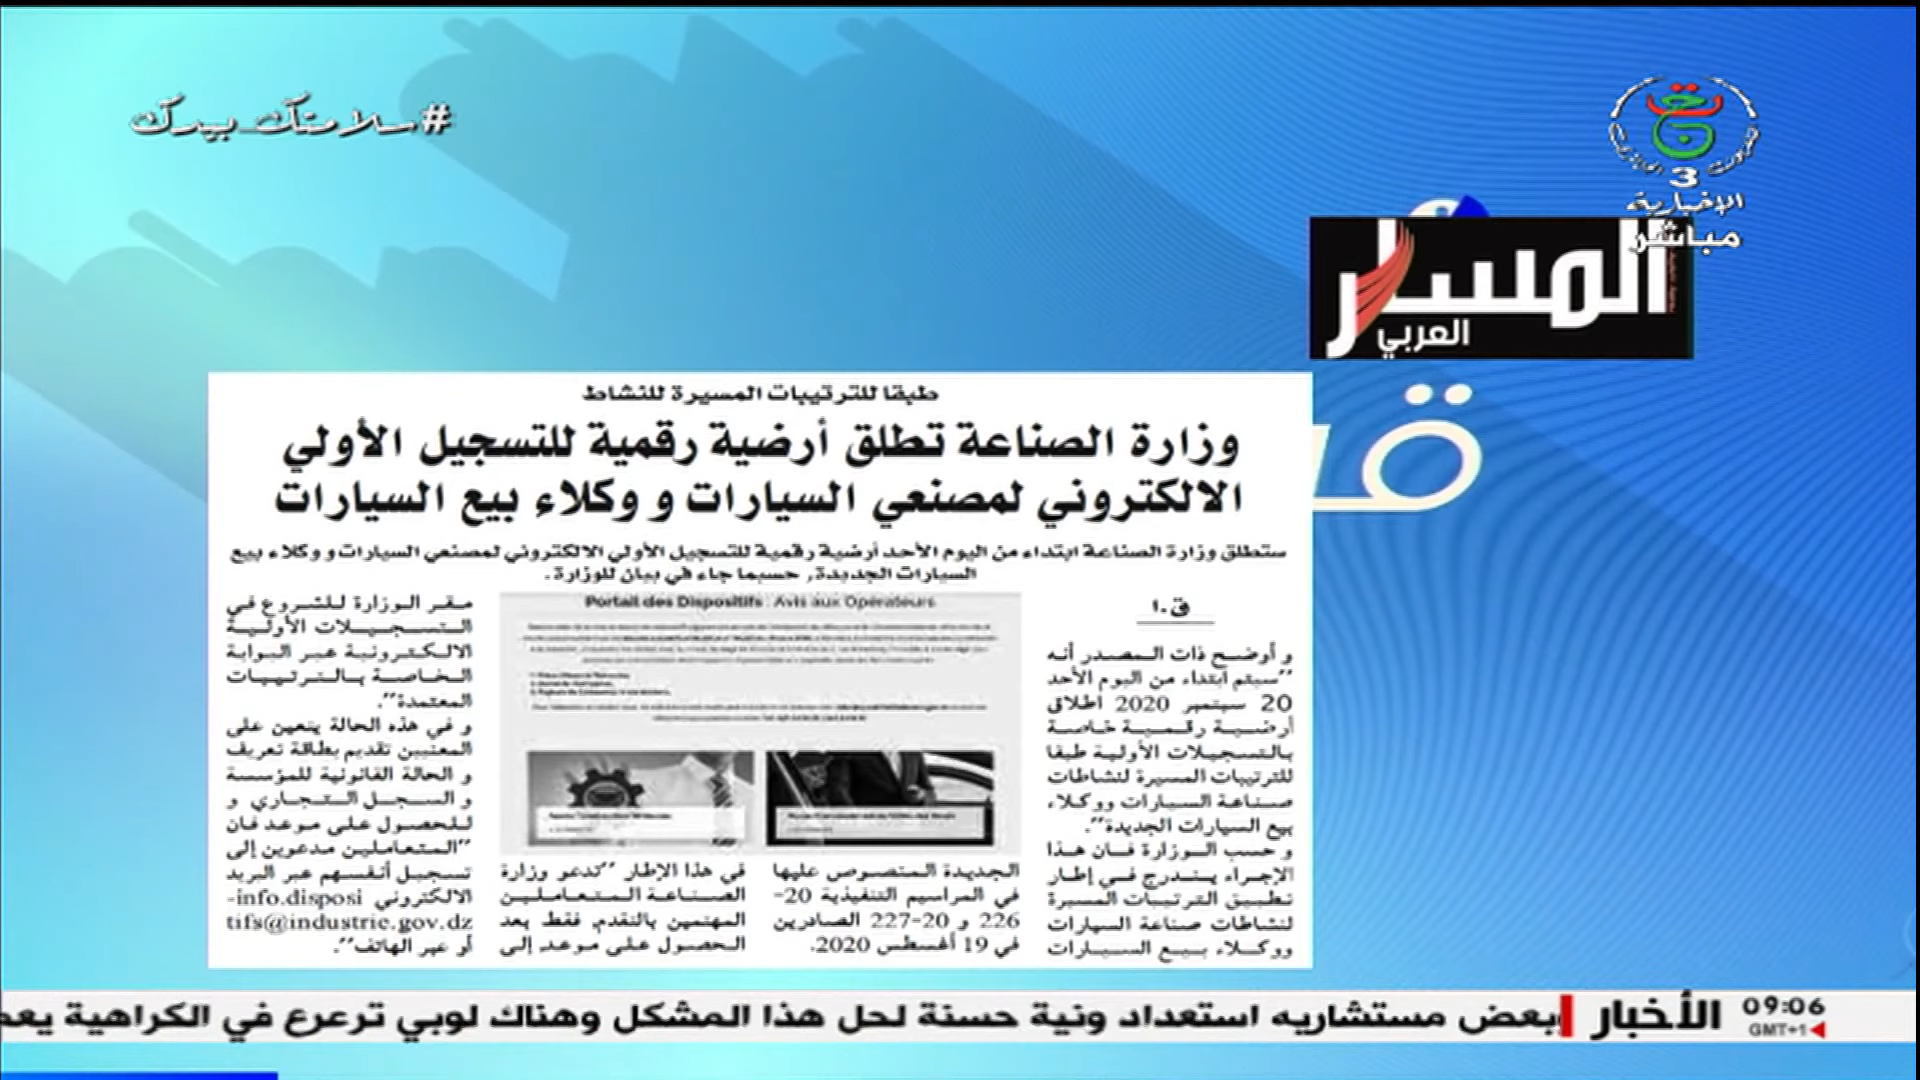 #سلامتك_بيدك
3
الإخبارية
مباشر
المسار
العربي
طبقا للترتيبات المسيرة للنشاط
وزارة الصناعة تطلق أرضية رقمية للتسجيل الأولي
الالكتروني لمصنعي السيارات و وكلاء بيع السيارات
ستطلق وزارة الصناعة ابتداء من اليوم الأحد أرضية رقمية للتسجيل الأولي الالكتروني لمصنعي السيارات و وكلاء بيع
السيارات الجديدة, حسبما جاء في بيان للوزارة.
ق.ا
و أوضح ذات المصدر أنه
"سيتم ابتداء من اليوم الأحد
20 سبتمبر 2020 اطلاق
أرضية رقمية خاصة
بالتسجيلات الأولية طبقا
للترتيبات المسيرة لنشاطات
صناعة السيارات ووكلاء
بيع السيارات الجديدة".
و حسب الوزارة فان هذا
الإجراء يندرج في إطار
تطبيق الترتيبات المسيرة
لنشاطات صناعة السيارات
ووكلاء بيع السيارات
Portail des Dispositifs : Avis aux Opérateurs
الجديدة المنصوص عليها
في المراسيم التنفيذية 20-
226 و 20-227 الصادرين
في 19 أغسطس 2020.
في هذا الإطار "تدعو وزارة
الصناعة المتعاملين
المهتمين بالتقدم, فقط بعد
الحصول على موعد, إلى
مقر الوزارة للشروع في
التسجيلات الأولية
الالكترونية عبر البوابة
الخاصة بالترتيبات
المعتمدة".
و في هذه الحالة يتعين على
المعنيين تقديم بطاقة تعريف
و الحالة القانونية للمؤسسة
و السجل التجاري و
للحصول على موعد فان
"المتعاملين مدعوين إلى
تسجيل أنفسهم عبر البريد
الالكتروني info.disposi-
tifs@industrie.gov.dz
أو عبر الهاتف".
09:06
GMT+1
الأخبار
بعض مستشاريه استعداد ونية حسنة لحل هذا المشكل وهناك لوبي ترعرع في الكراهية